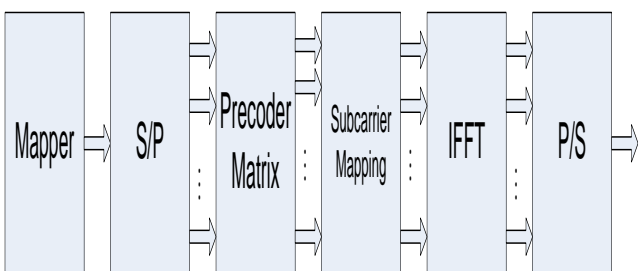 Mapper
S/P
Precoder
Matrix
Subcarrier
Mapping
IFFT
P/S